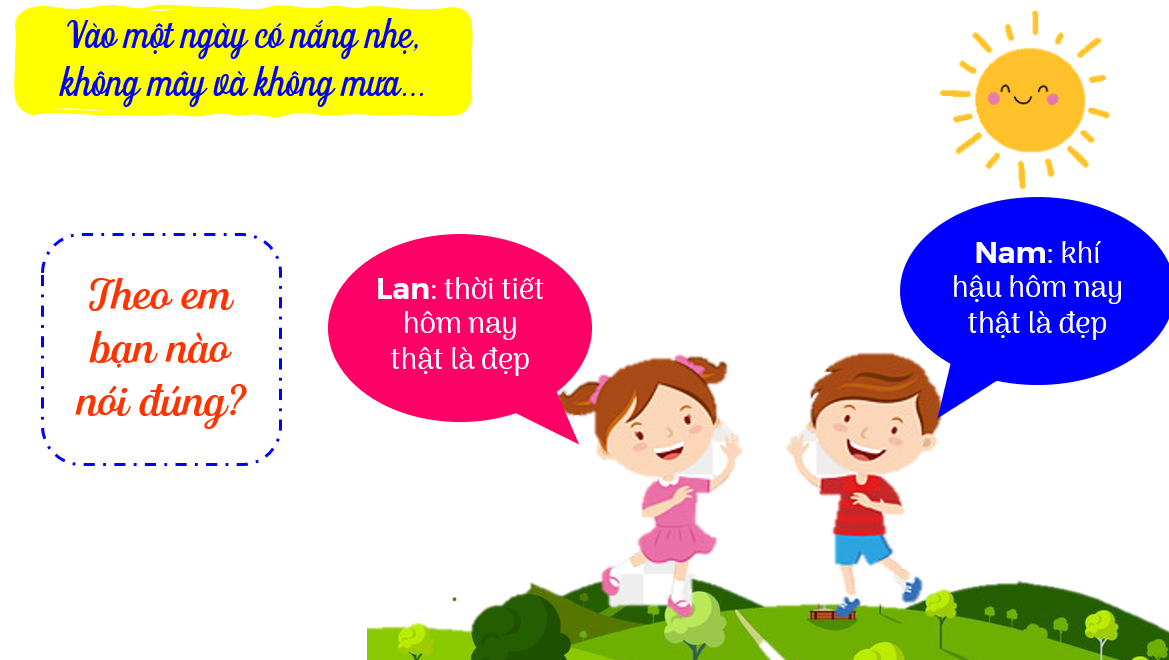 Vào một ngày có nắng nhẹ,
không mây và không mưa...
Theo em
bạn nào
nói đúng?
Lan: thời tiết
hôm nay
thật là đẹp
Nam: khí
hậu hôm nay
thật là đẹp